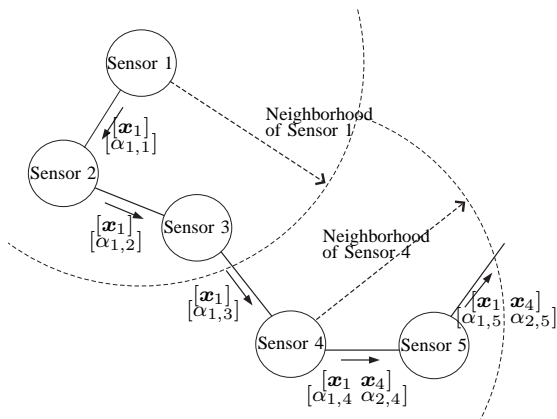 Sensor 1
Neighborhood
of Sensor 1
[𝒙₁]
[α₁,₁]
Sensor 2
[𝒙₁]
[α₁,₂]
Sensor 3
Neighborhood
of Sensor 4
[𝒙₁]
[α₁,₃]
[𝒙₁ 𝒙₄]
[α₁,₅ α₂,₅]
Sensor 4
Sensor 5
[𝒙₁ 𝒙₄]
[α₁,₄ α₂,₄]